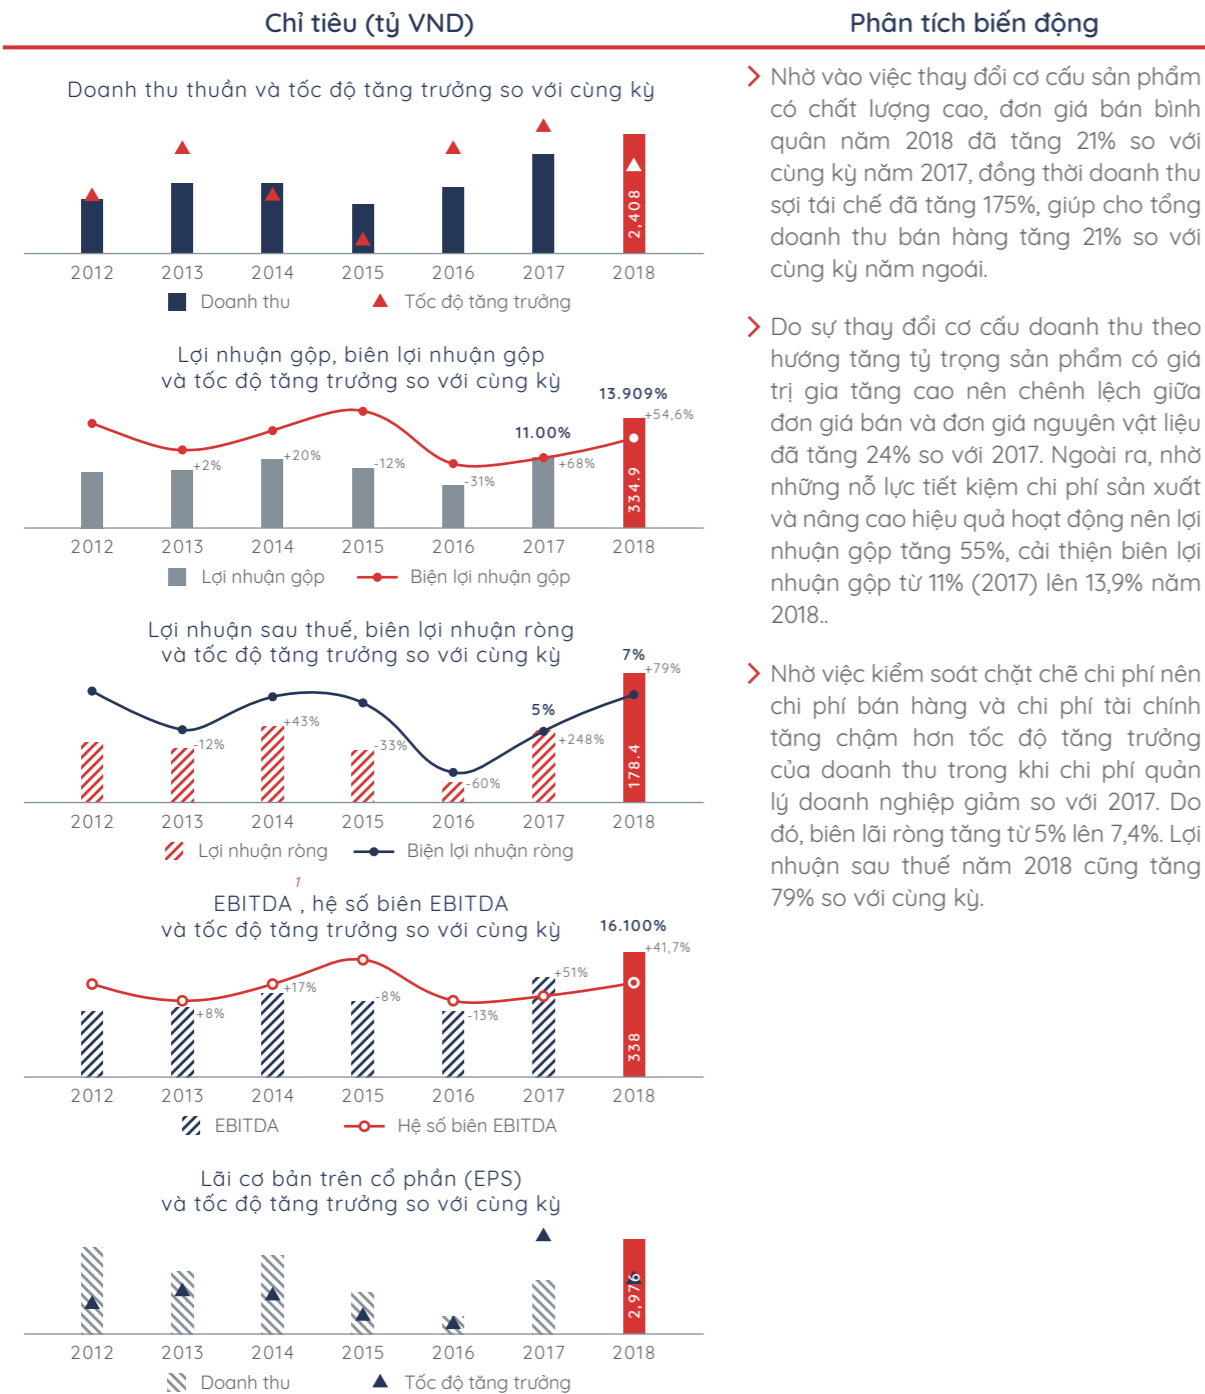 Chỉ tiêu (tỷ VND)
Phân tích biến động
Doanh thu thuần và tốc độ tăng trưởng so với cùng kỳ
2,408
2012 2013 2014 2015 2016 2017 2018
Doanh thu Tốc độ tăng trưởng
Lợi nhuận gộp, biên lợi nhuận gộp
và tốc độ tăng trưởng so với cùng kỳ
13.909%
+54,6%
11.00%
+2% +20% -12% -31% +68%
334.9
2012 2013 2014 2015 2016 2017 2018
Lợi nhuận gộp Biện lợi nhuận gộp
Lợi nhuận sau thuế, biên lợi nhuận ròng
và tốc độ tăng trưởng so với cùng kỳ
7%
+79%
5%
-12% +43% -33% -60% +248%
178.4
2012 2013 2014 2015 2016 2017 2018
Lợi nhuận ròng Biện lợi nhuận ròng
1
EBITDA , hệ số biên EBITDA
và tốc độ tăng trưởng so với cùng kỳ
16.100%
+41,7%
+8% +17% -8% -13% +51%
338
2012 2013 2014 2015 2016 2017 2018
EBITDA Hệ số biên EBITDA
Lãi cơ bản trên cổ phần (EPS)
và tốc độ tăng trưởng so với cùng kỳ
2,976
2012 2013 2014 2015 2016 2017 2018
Doanh thu Tốc độ tăng trưởng
Nhờ vào việc thay đổi cơ cấu sản phẩm
có chất lượng cao, đơn giá bán bình
quân năm 2018 đã tăng 21% so với
cùng kỳ năm 2017, đồng thời doanh thu
sợi tái chế đã tăng 175%, giúp cho tổng
doanh thu bán hàng tăng 21% so với
cùng kỳ năm ngoái.
Do sự thay đổi cơ cấu doanh thu theo
hướng tăng tỷ trọng sản phẩm có giá
trị gia tăng cao nên chênh lệch giữa
đơn giá bán và đơn giá nguyên vật liệu
đã tăng 24% so với 2017. Ngoài ra, nhờ
những nỗ lực tiết kiệm chi phí sản xuất
và nâng cao hiệu quả hoạt động nên lợi
nhuận gộp tăng 55%, cải thiện biên lợi
nhuận gộp từ 11% (2017) lên 13,9% năm
2018..
Nhờ việc kiểm soát chặt chẽ chi phí nên
chi phí bán hàng và chi phí tài chính
tăng chậm hơn tốc độ tăng trưởng
của doanh thu trong khi chi phí quản
lý doanh nghiệp giảm so với 2017. Do
đó, biên lãi ròng tăng từ 5% lên 7,4%. Lợi
nhuận sau thuế năm 2018 cũng tăng
79% so với cùng kỳ.